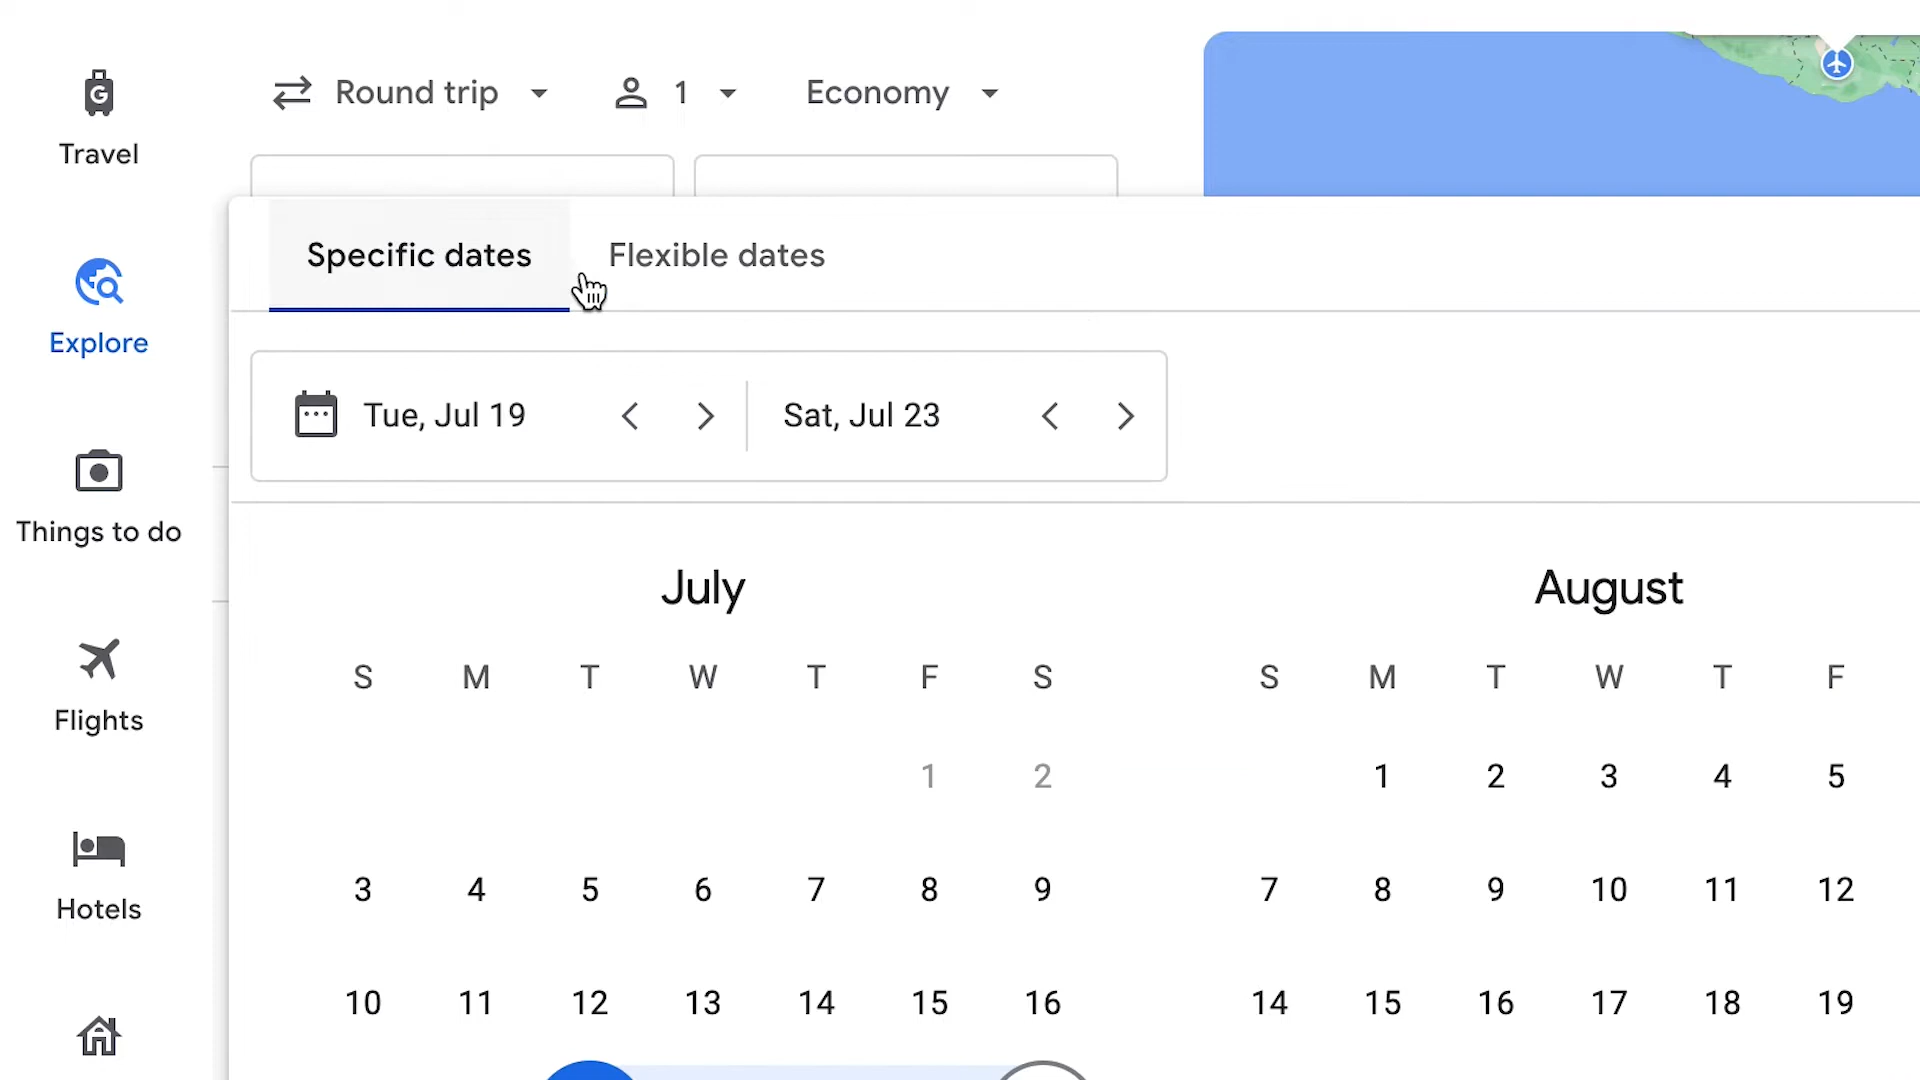 Travel
Explore
Things to do
Flights
Hotels
Round trip 1 Economy
Specific dates Flexible dates
Tue, Jul 19 Sat, Jul 23
July
S M T W T F S
1 2
3 4 5 6 7 8 9
10 11 12 13 14 15 16
August
S M T W T F
1 2 3 4 5
7 8 9 10 11 12
14 15 16 17 18 19